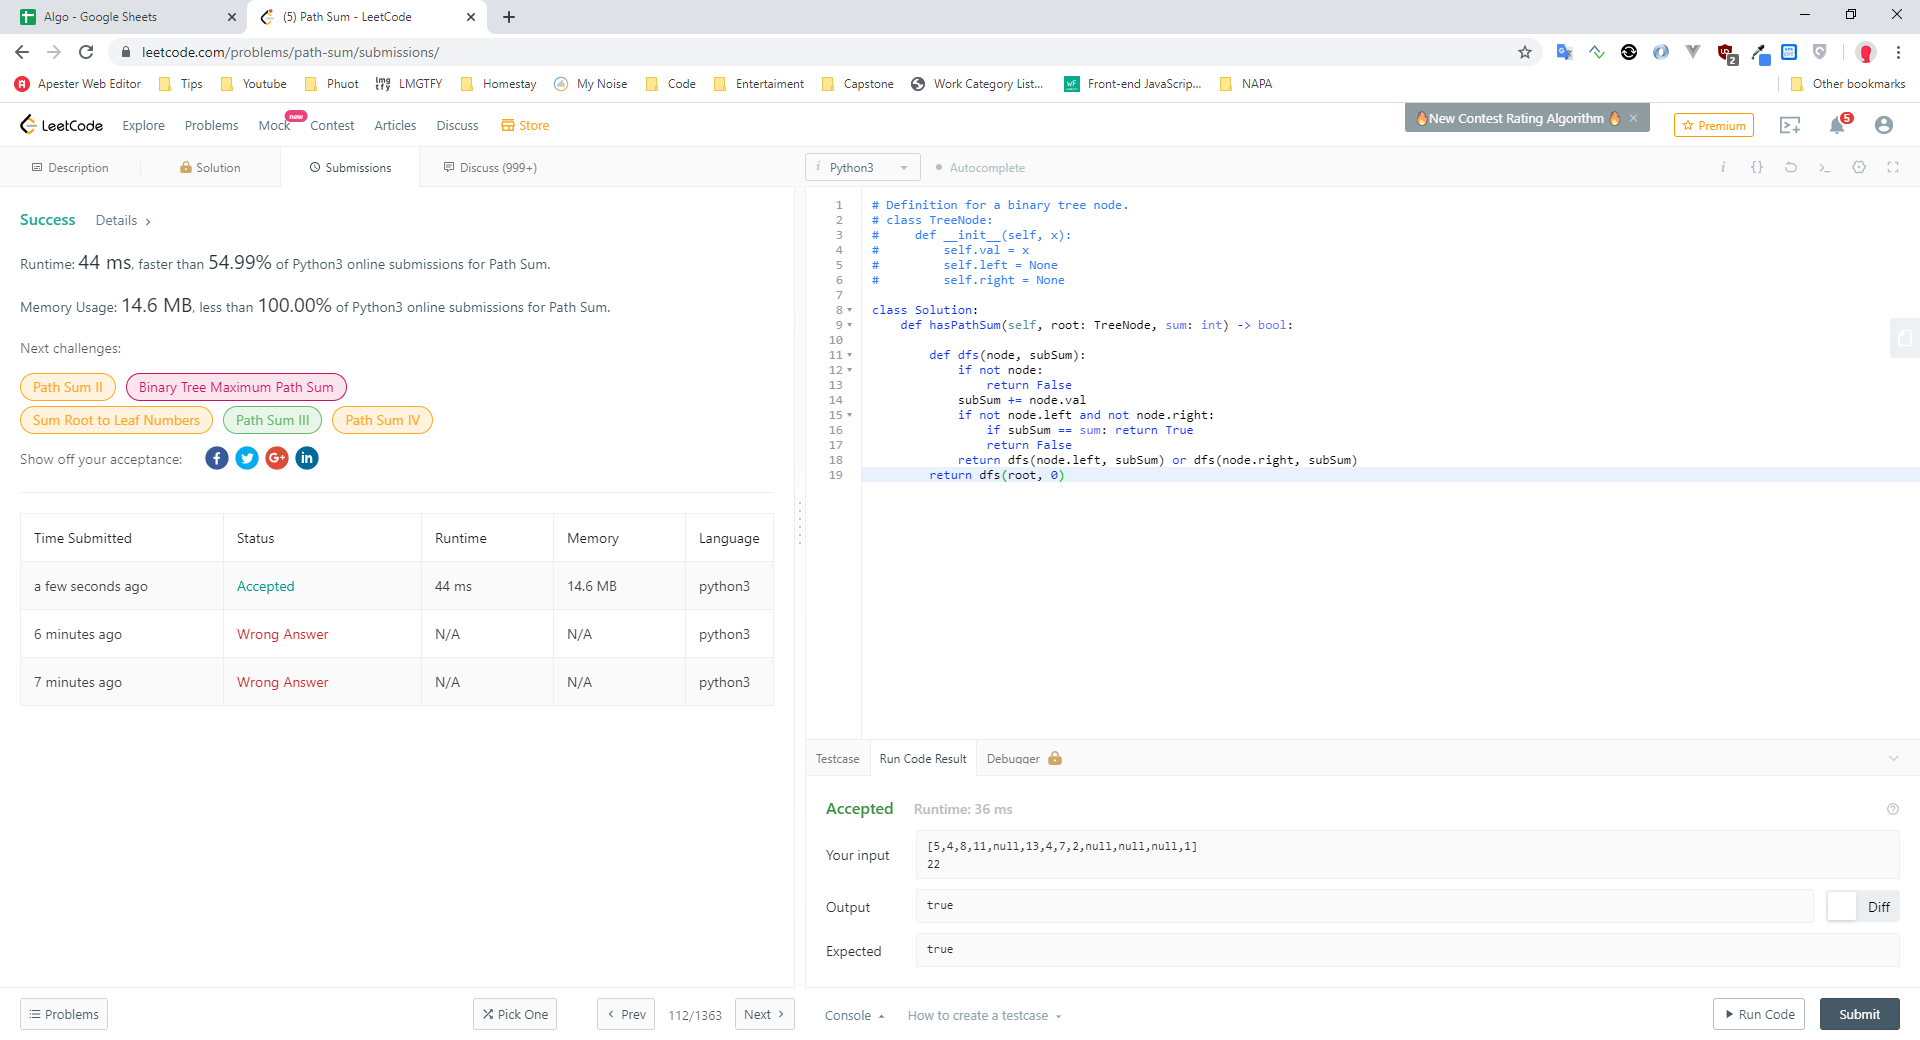 Algo - Google Sheets
(5) Path Sum - LeetCode
leetcode.com/problems/path-sum/submissions/
2
Apester Web Editor Tips Youtube Phuot LMGTFY Homestay My Noise Code Entertaiment Capstone Work Category List... Front-end JavaScrip... NAPA Other bookmarks
LeetCode Explore Problems Mock new Contest Articles Discuss Store
🔥New Contest Rating Algorithm 🔥 ×
Premium
5
Description Solution Submissions Discuss (999+)
i Python3 Autocomplete
i {} >_
Success Details >
Runtime: 44 ms, faster than 54.99% of Python3 online submissions for Path Sum.
Memory Usage: 14.6 MB, less than 100.00% of Python3 online submissions for Path Sum.
Next challenges:
Path Sum II Binary Tree Maximum Path Sum
Sum Root to Leaf Numbers Path Sum III Path Sum IV
Show off your acceptance: f G+ in
Time Submitted Status Runtime Memory Language
a few seconds ago Accepted 44 ms 14.6 MB python3
6 minutes ago Wrong Answer N/A N/A python3
7 minutes ago Wrong Answer N/A N/A python3
1 # Definition for a binary tree node.
2 # class TreeNode:
3 #     def __init__(self, x):
4 #         self.val = x
5 #         self.left = None
6 #         self.right = None
7
8 class Solution:
9     def hasPathSum(self, root: TreeNode, sum: int) -> bool:
10
11         def dfs(node, subSum):
12             if not node:
13                 return False
14             subSum += node.val
15             if not node.left and not node.right:
16                 if subSum == sum: return True
17                 return False
18             return dfs(node.left, subSum) or dfs(node.right, subSum)
19         return dfs(root, 0)
Testcase Run Code Result Debugger
Accepted Runtime: 36 ms
Your input
[5,4,8,11,null,13,4,7,2,null,null,null,1]
22
Output true Diff
Expected true
Problems Pick One < Prev 112/1363 Next >
Console How to create a testcase Run Code Submit